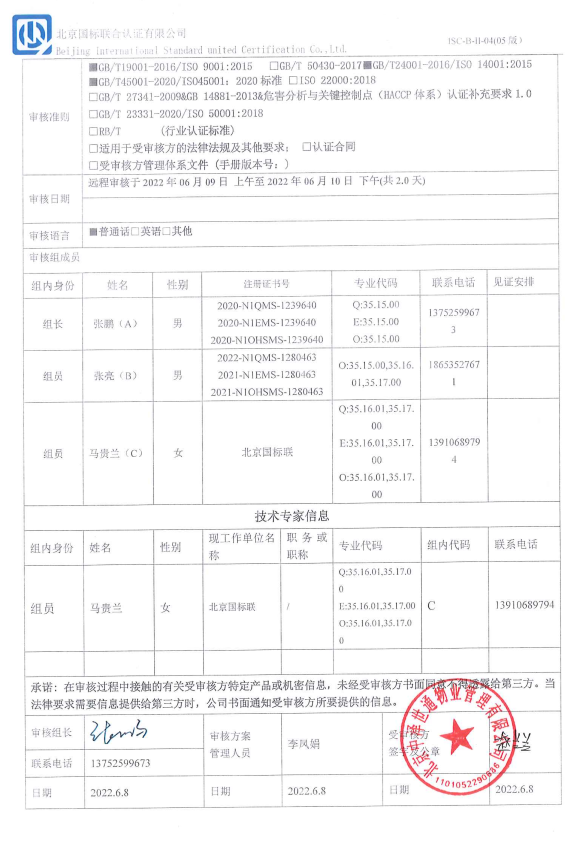 北京国标联合认证有限公司
Beijing International Standard united Certification Co.,Ltd.
ISC-B-II-04(05 版)
审核准则
■GB/T19001-2016/ISO 9001:2015 □GB/T 50430-2017■GB/T24001-2016/ISO 14001:2015
■GB/T45001-2020/ISO45001：2020 标准 □ISO 22000:2018
□GB/T 27341-2009&GB 14881-2013&危害分析与关键控制点（HACCP 体系）认证补充要求 1.0
□GB/T 23331-2020/ISO 50001:2018
□RB/T （行业认证标准）
□适用于受审核方的法律法规及其他要求; □认证合同
□受审核方管理体系文件（手册版本号：）
审核日期
远程审核于 2022 年 06 月 09 日 上午至 2022 年 06 月 10 日 下午(共 2.0 天)
审核语言
■普通话□英语□其他
审核组成员
组内身份 姓名 性别 注册证书号 专业代码 联系电话 见证安排
组长 张鹏（A） 男
2020-N1QMS-1239640
2020-N1EMS-1239640
2020-N1OHSMS-1239640
Q:35.15.00
E:35.15.00
O:35.15.00
1375259967
3
组员 张亮（B） 男
2022-N1QMS-1280463
2021-N1EMS-1280463
2021-N1OHSMS-1280463
O:35.15.00,35.16.
01,35.17.00
1865352767
1
组员 马贵兰（C） 女 北京国标联
Q:35.16.01,35.17.
00
E:35.16.01,35.17.
00
O:35.16.01,35.17.
00
1391068979
4
技术专家信息
组内身份 姓名 性别
现工作单位名
称
职务或
职称
专业代码 组内代码 联系电话
组员 马贵兰 女 北京国标联 /
Q:35.16.01,35.17.0
0
E:35.16.01,35.17.00
O:35.16.01,35.17.0
0
C 13910689794
承诺：在审核过程中接触的有关受审核方特定产品或机密信息，未经受审核方书面同意不得透露给第三方。当
法律要求需要信息提供给第三方时，公司书面通知受审核方所要提供的信息。
审核组长
审核方案
管理人员
李凤娟
受审核方
签字及公章
联系电话 13752599673
日期 2022.6.8 日期 2022.6.8 日期 2022.6.8
1101052290886